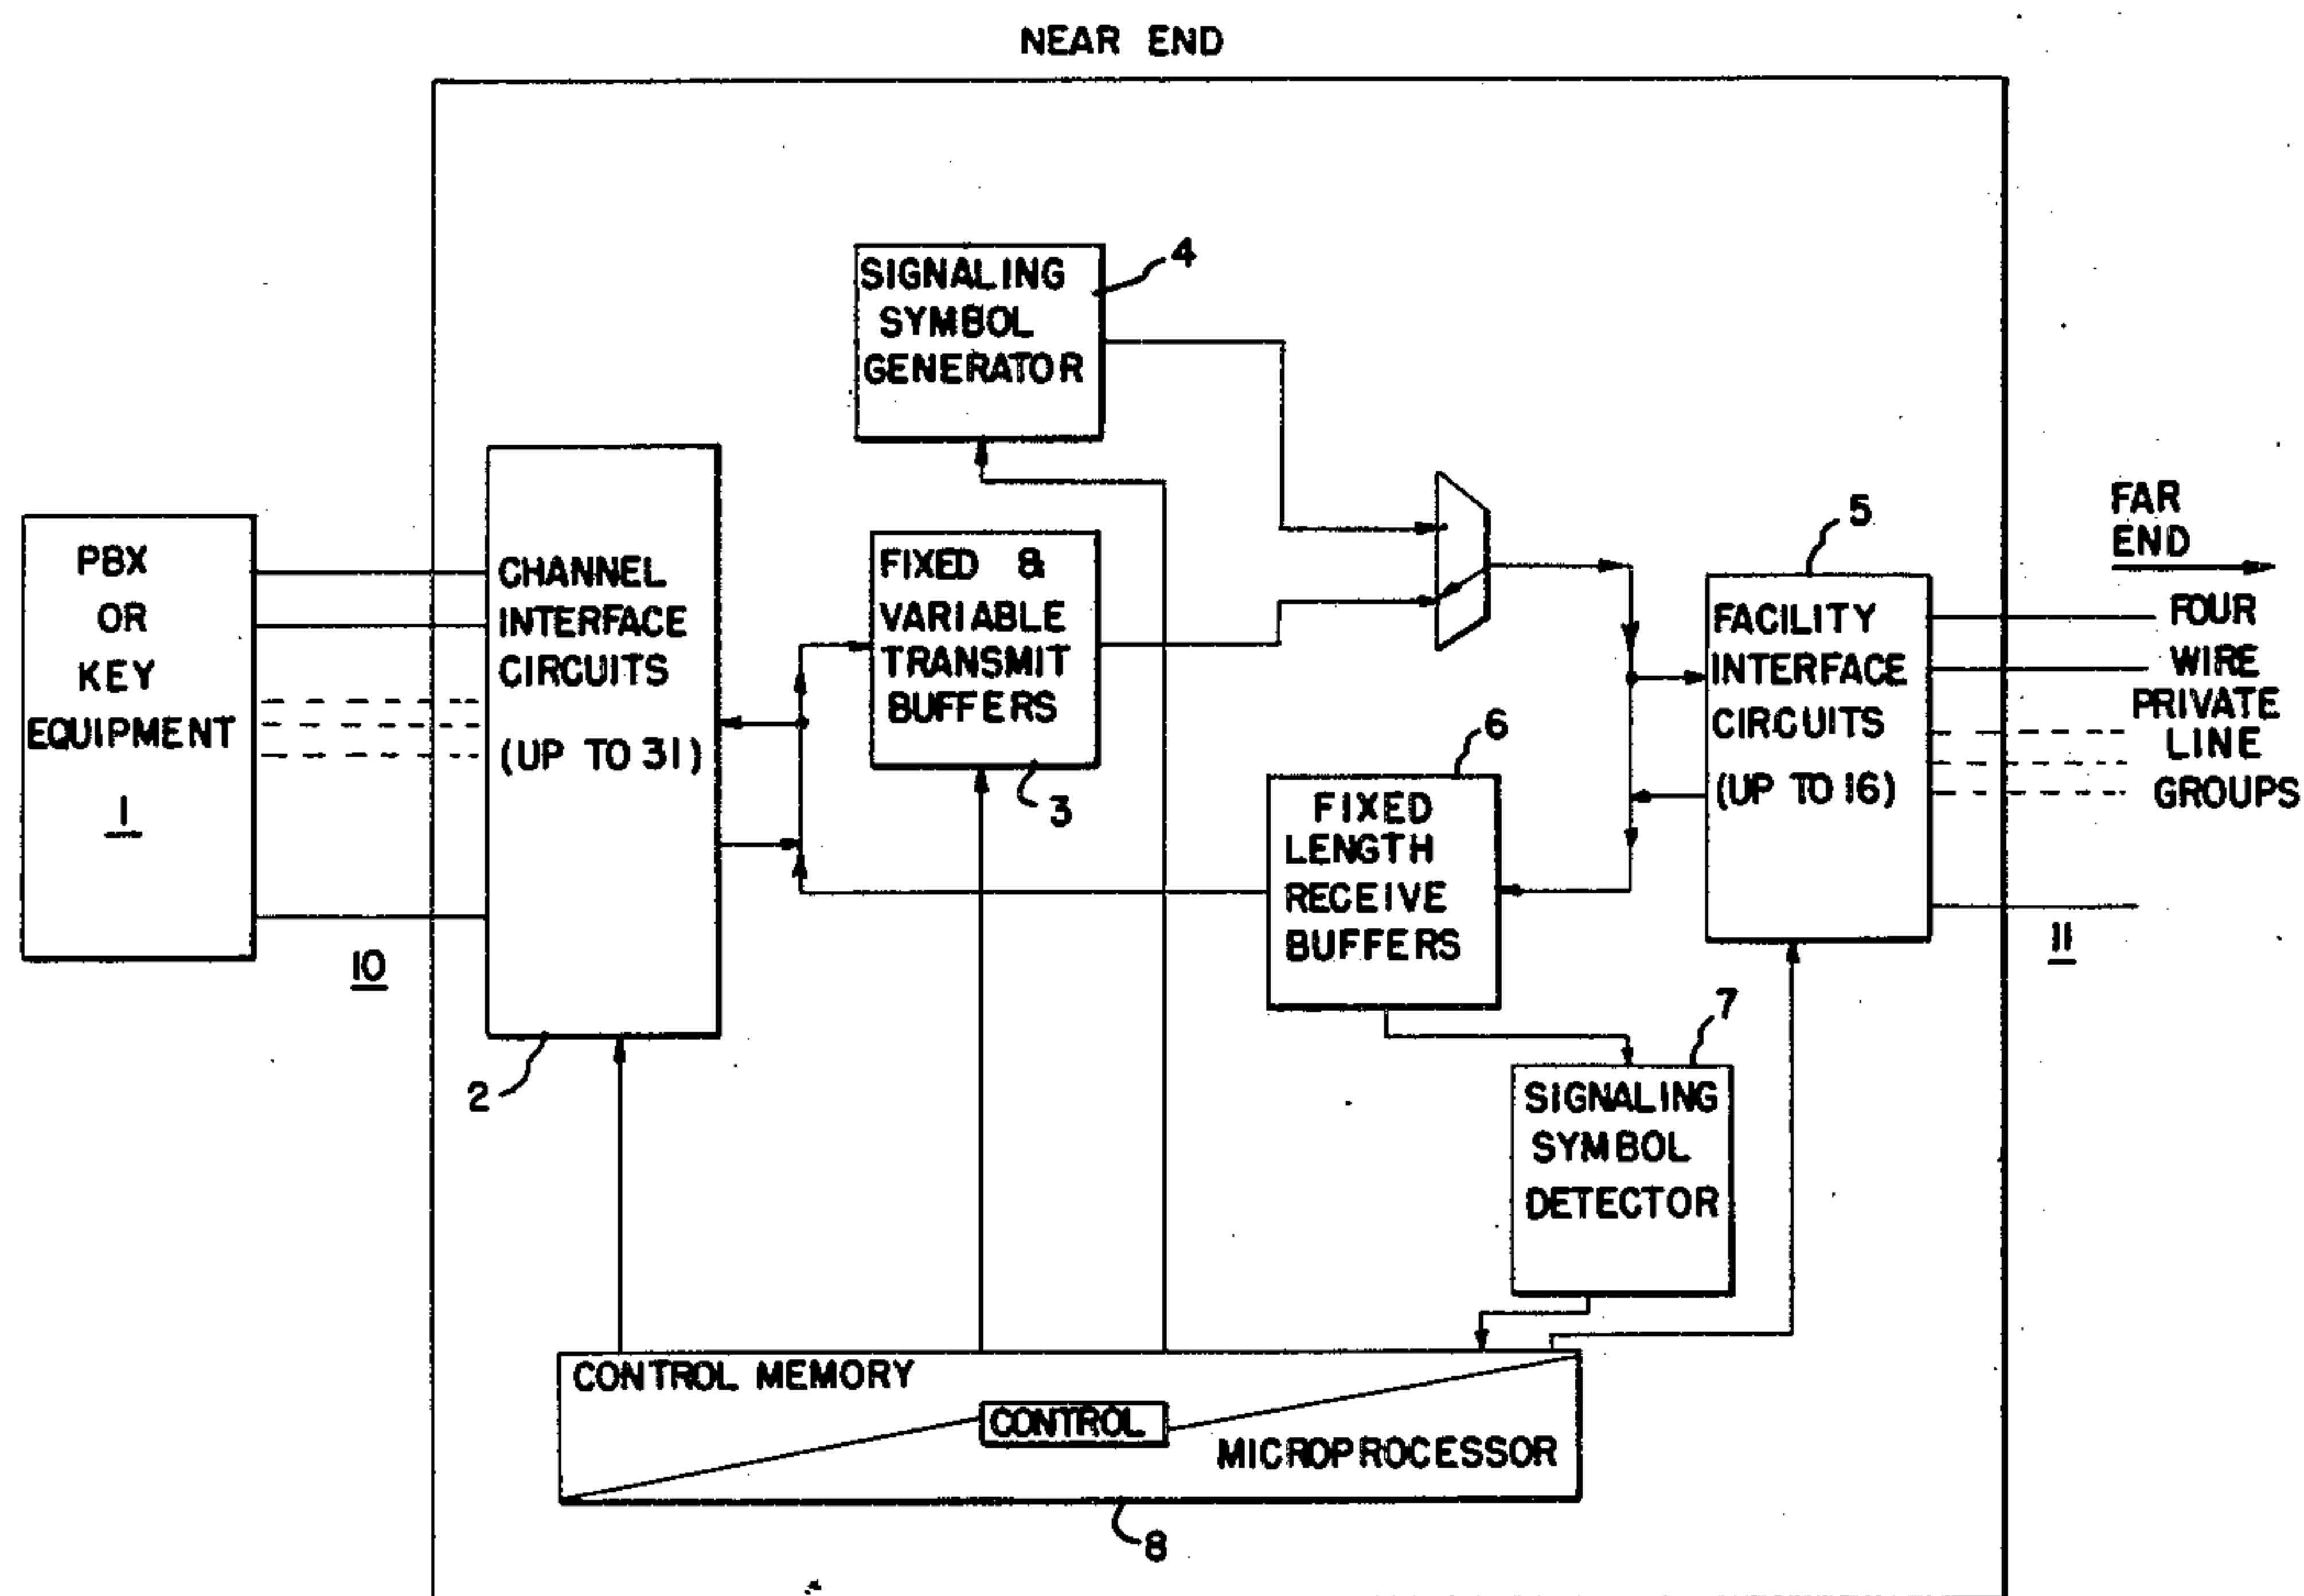 NEAR END
SIGNALING
SYMBOL
GENERATOR
4
PBX
OR
KEY
EQUIPMENT
1
10
CHANNEL
INTERFACE
CIRCUITS
(UP TO 31)
2
FIXED &
VARIABLE
TRANSMIT
BUFFERS
3
5
FACILITY
INTERFACE
CIRCUITS
(UP TO 16)
FAR
END
FOUR
WIRE
PRIVATE
LINE
GROUPS
11
6
FIXED
LENGTH
RECEIVE
BUFFERS
7
SIGNALING
SYMBOL
DETECTOR
CONTROL MEMORY
CONTROL
MICROPROCESSOR
8